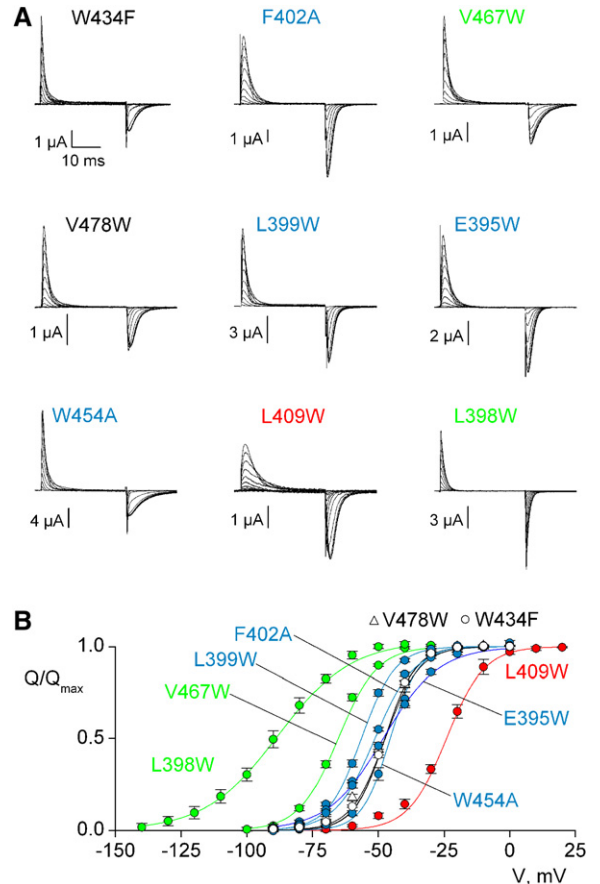 A
W434F F402A V467W
1 µA 10 ms 1 µA 1 µA
V478W L399W E395W
1 µA 3 µA 2 µA
W454A L409W L398W
4 µA 1 µA 3 µA
B
△ V478W ○ W434F
F402A
1.0
Q/Qmax
L399W
L409W
V467W
0.5
E395W
L398W
W454A
0.0
-150 -125 -100 -75 -50 -25 0 25
V, mV